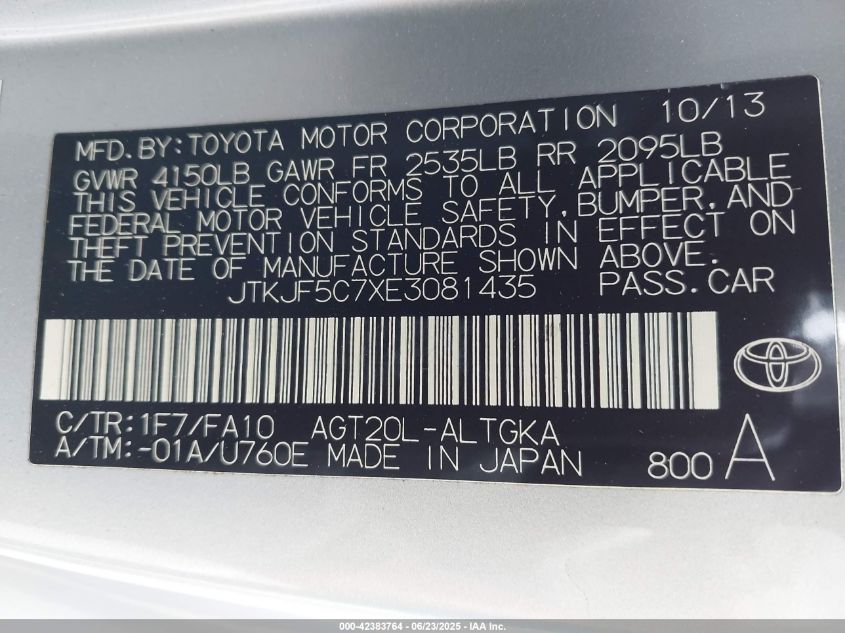 MFD.BY:TOYOTA MOTOR CORPORATION 10/13
GVWR 4150LB GAWR FR 2535LB RR 2095LB
THIS VEHICLE CONFORMS TO ALL APPLICABLE
FEDERAL MOTOR VEHICLE SAFETY,BUMPER,AND
THEFT PREVENTION STANDARDS IN EFFECT ON
THE DATE OF MANUFACTURE SHOWN ABOVE.
JTKJF5C7XE3081435 PASS.CAR
C/TR:1F7/FA10 AGT20L-ALTGKA
A/TM:-01A/U760E MADE IN JAPAN 800 A
000-42383764 - 06/23/2025 - IAA Inc.